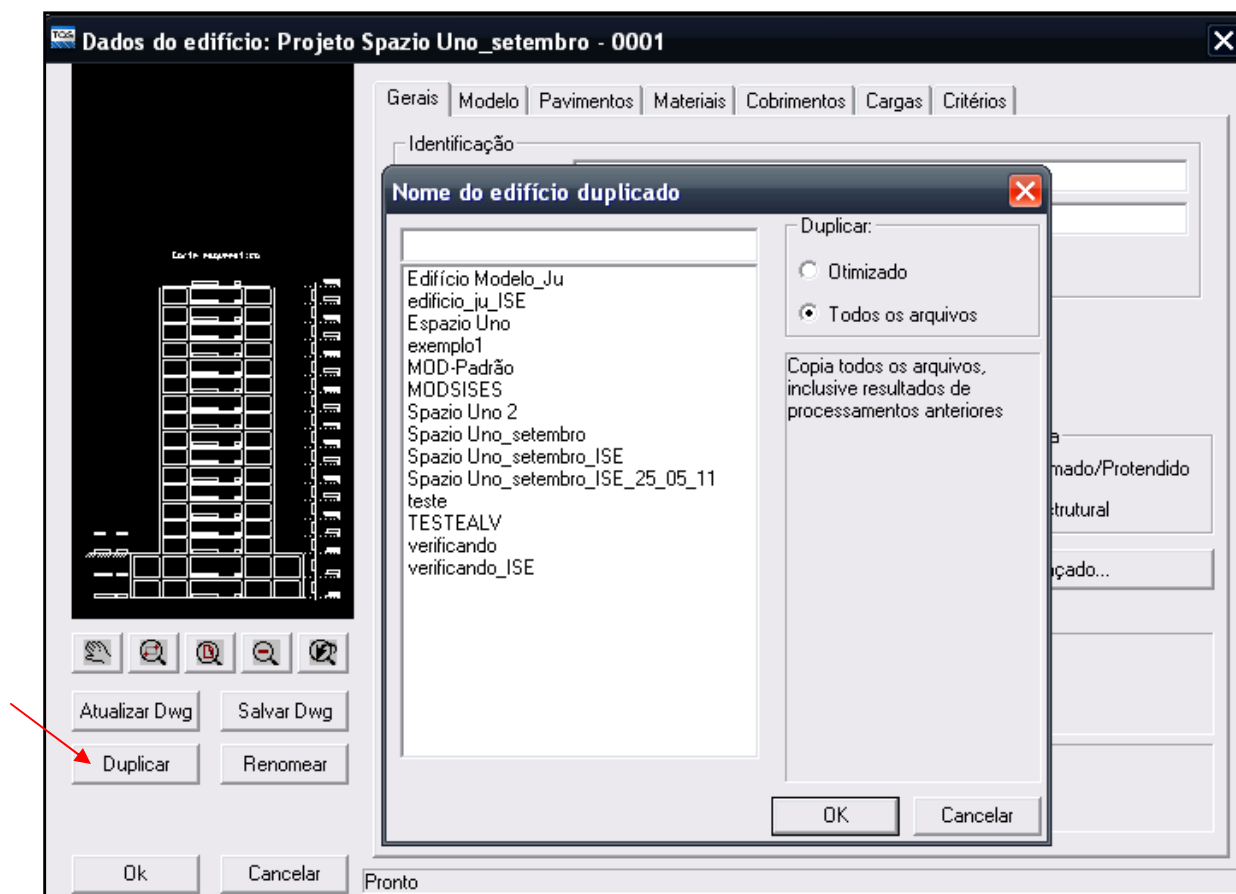 TQS
Dados do edifício: Projeto Spazio Uno_setembro - 0001
Gerais
Modelo
Pavimentos
Materiais
Cobrimentos
Cargas
Critérios
Identificação
Nome do edifício duplicado
Duplicar:
Otimizado
Todos os arquivos
Copia todos os arquivos,
inclusive resultados de
processamentos anteriores
Edifício Modelo_Ju
edificio_ju_ISE
Espazio Uno
exemplo1
MOD-Padrão
MODSISES
Spazio Uno 2
Spazio Uno_setembro
Spazio Uno_setembro_ISE
Spazio Uno_setembro_ISE_25_05_11
teste
TESTEALV
verificando
verificando_ISE
OK
Cancelar
a
mado/Protendido
trutural
çado...
Corte esquematico
Atualizar Dwg
Salvar Dwg
Duplicar
Renomear
Ok
Cancelar
Pronto